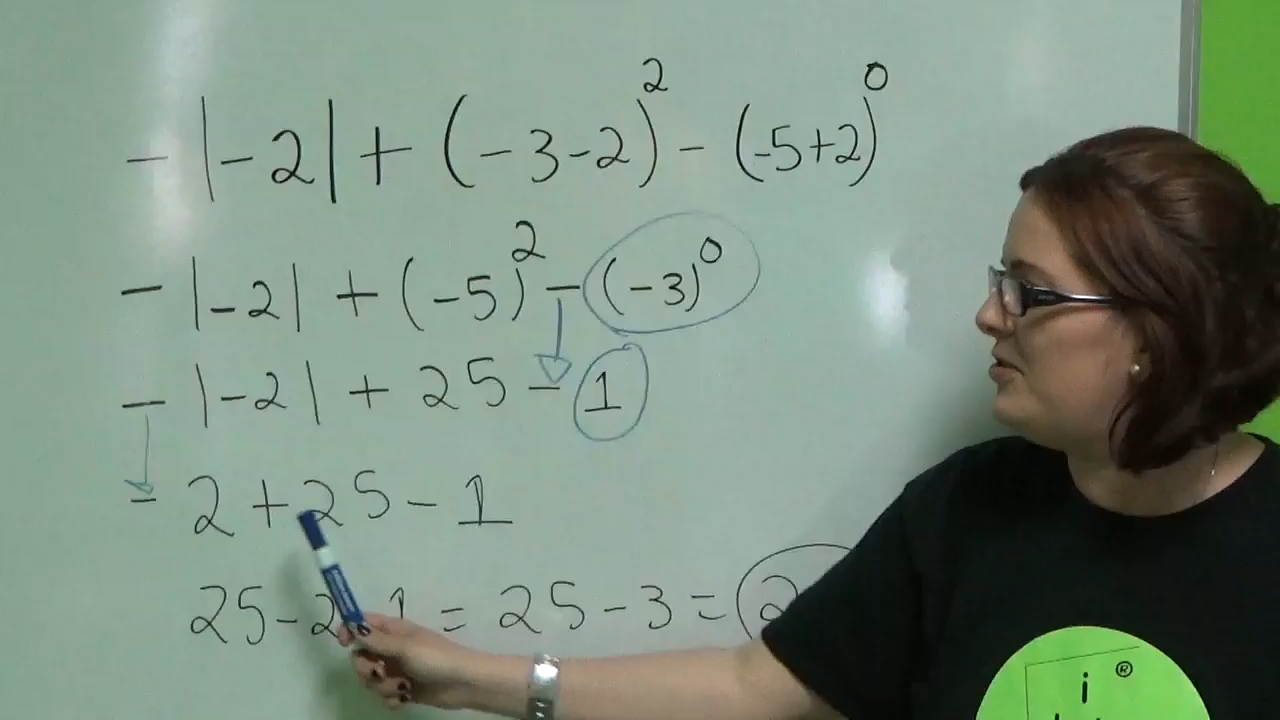 -|-2| + (-3-2)² - (-5+2)⁰
-|-2| + (-5)² - (-3)⁰
-|-2| + 25 - 1
-2 + 25 - 1
25 - 2 1 = 25 - 3 = 2
i ®